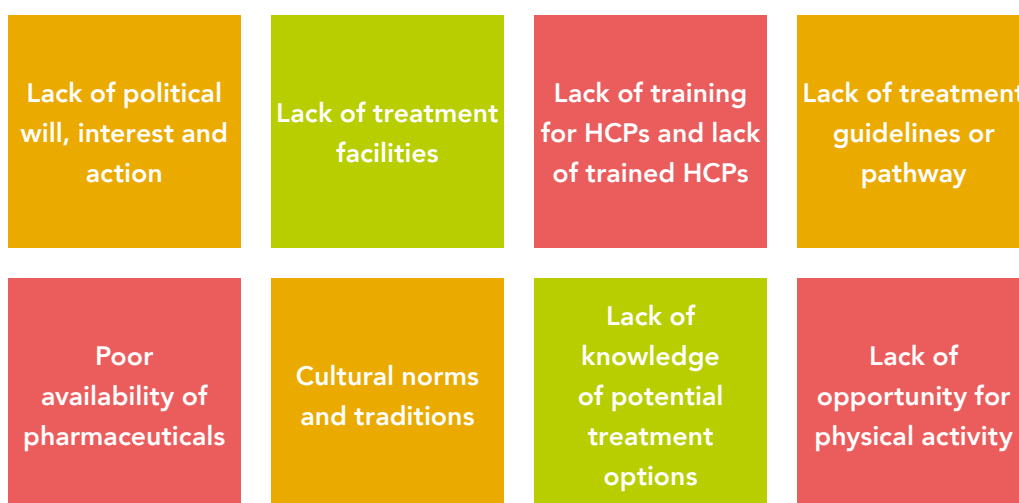 Lack of political
will, interest and
action
Lack of treatment
facilities
Lack of training
for HCPs and lack
of trained HCPs
Lack of treatment
guidelines or
pathway
Poor
availability of
pharmaceuticals
Cultural norms
and traditions
Lack of
knowledge
of potential
treatment
options
Lack of
opportunity for
physical activity